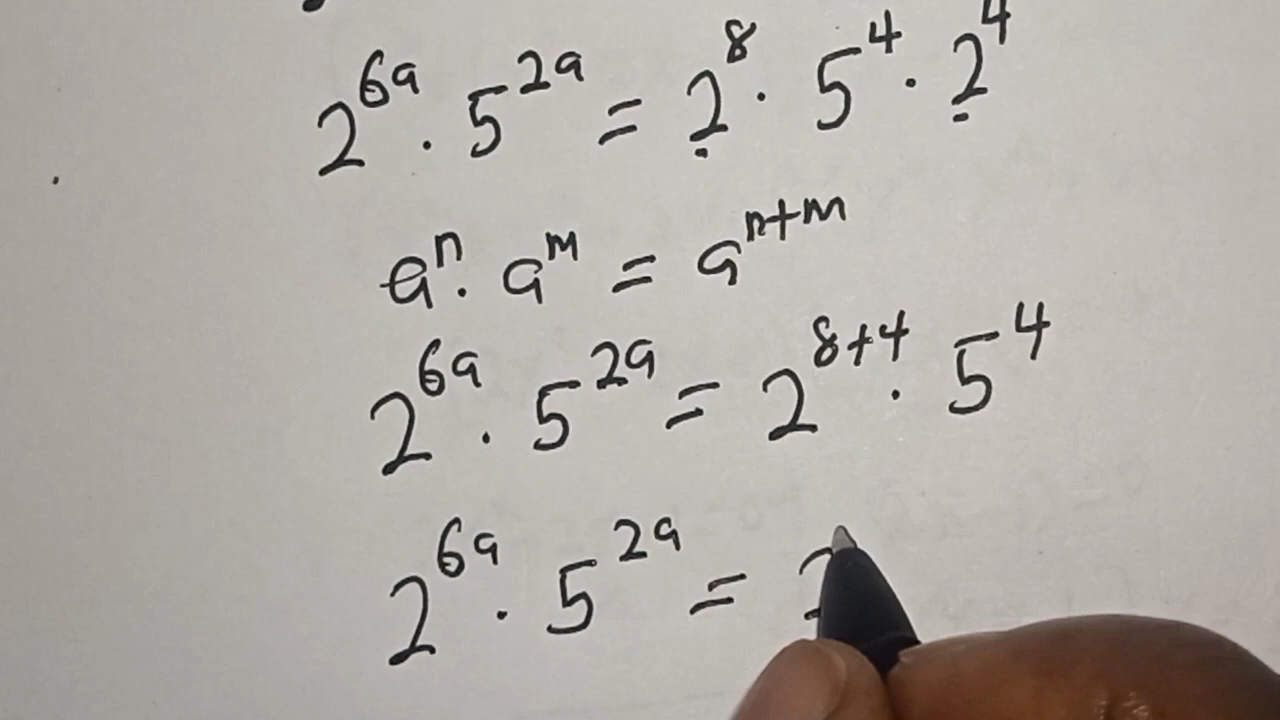 2^{6a} · 5^{2a} = 2^8 · 5^4 · 2^4
a^n · a^m = a^{n+m}
2^{6a} · 5^{2a} = 2^{8+4} · 5^4
2^{6a} · 5^{2a} =